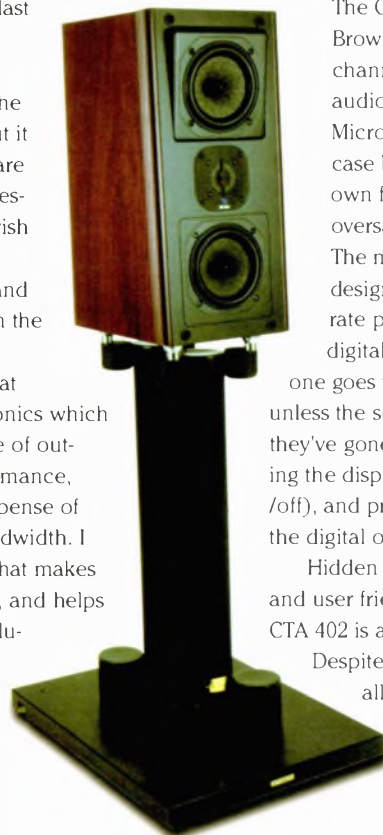 last
he
it it
are
es-
ish
and
n the
at
onics which
e of out-
mance,
pense of
dwidth. I
hat makes
, and helps
lu-
The C
Brow
chann
audio
Micro
case l
own f
oversa
The m
design
rate p
digital
one goes
unless the s
they've gone
ing the disp
/off), and pr
the digital o
Hidden
and user frie
CTA 402 is a
Despite
all